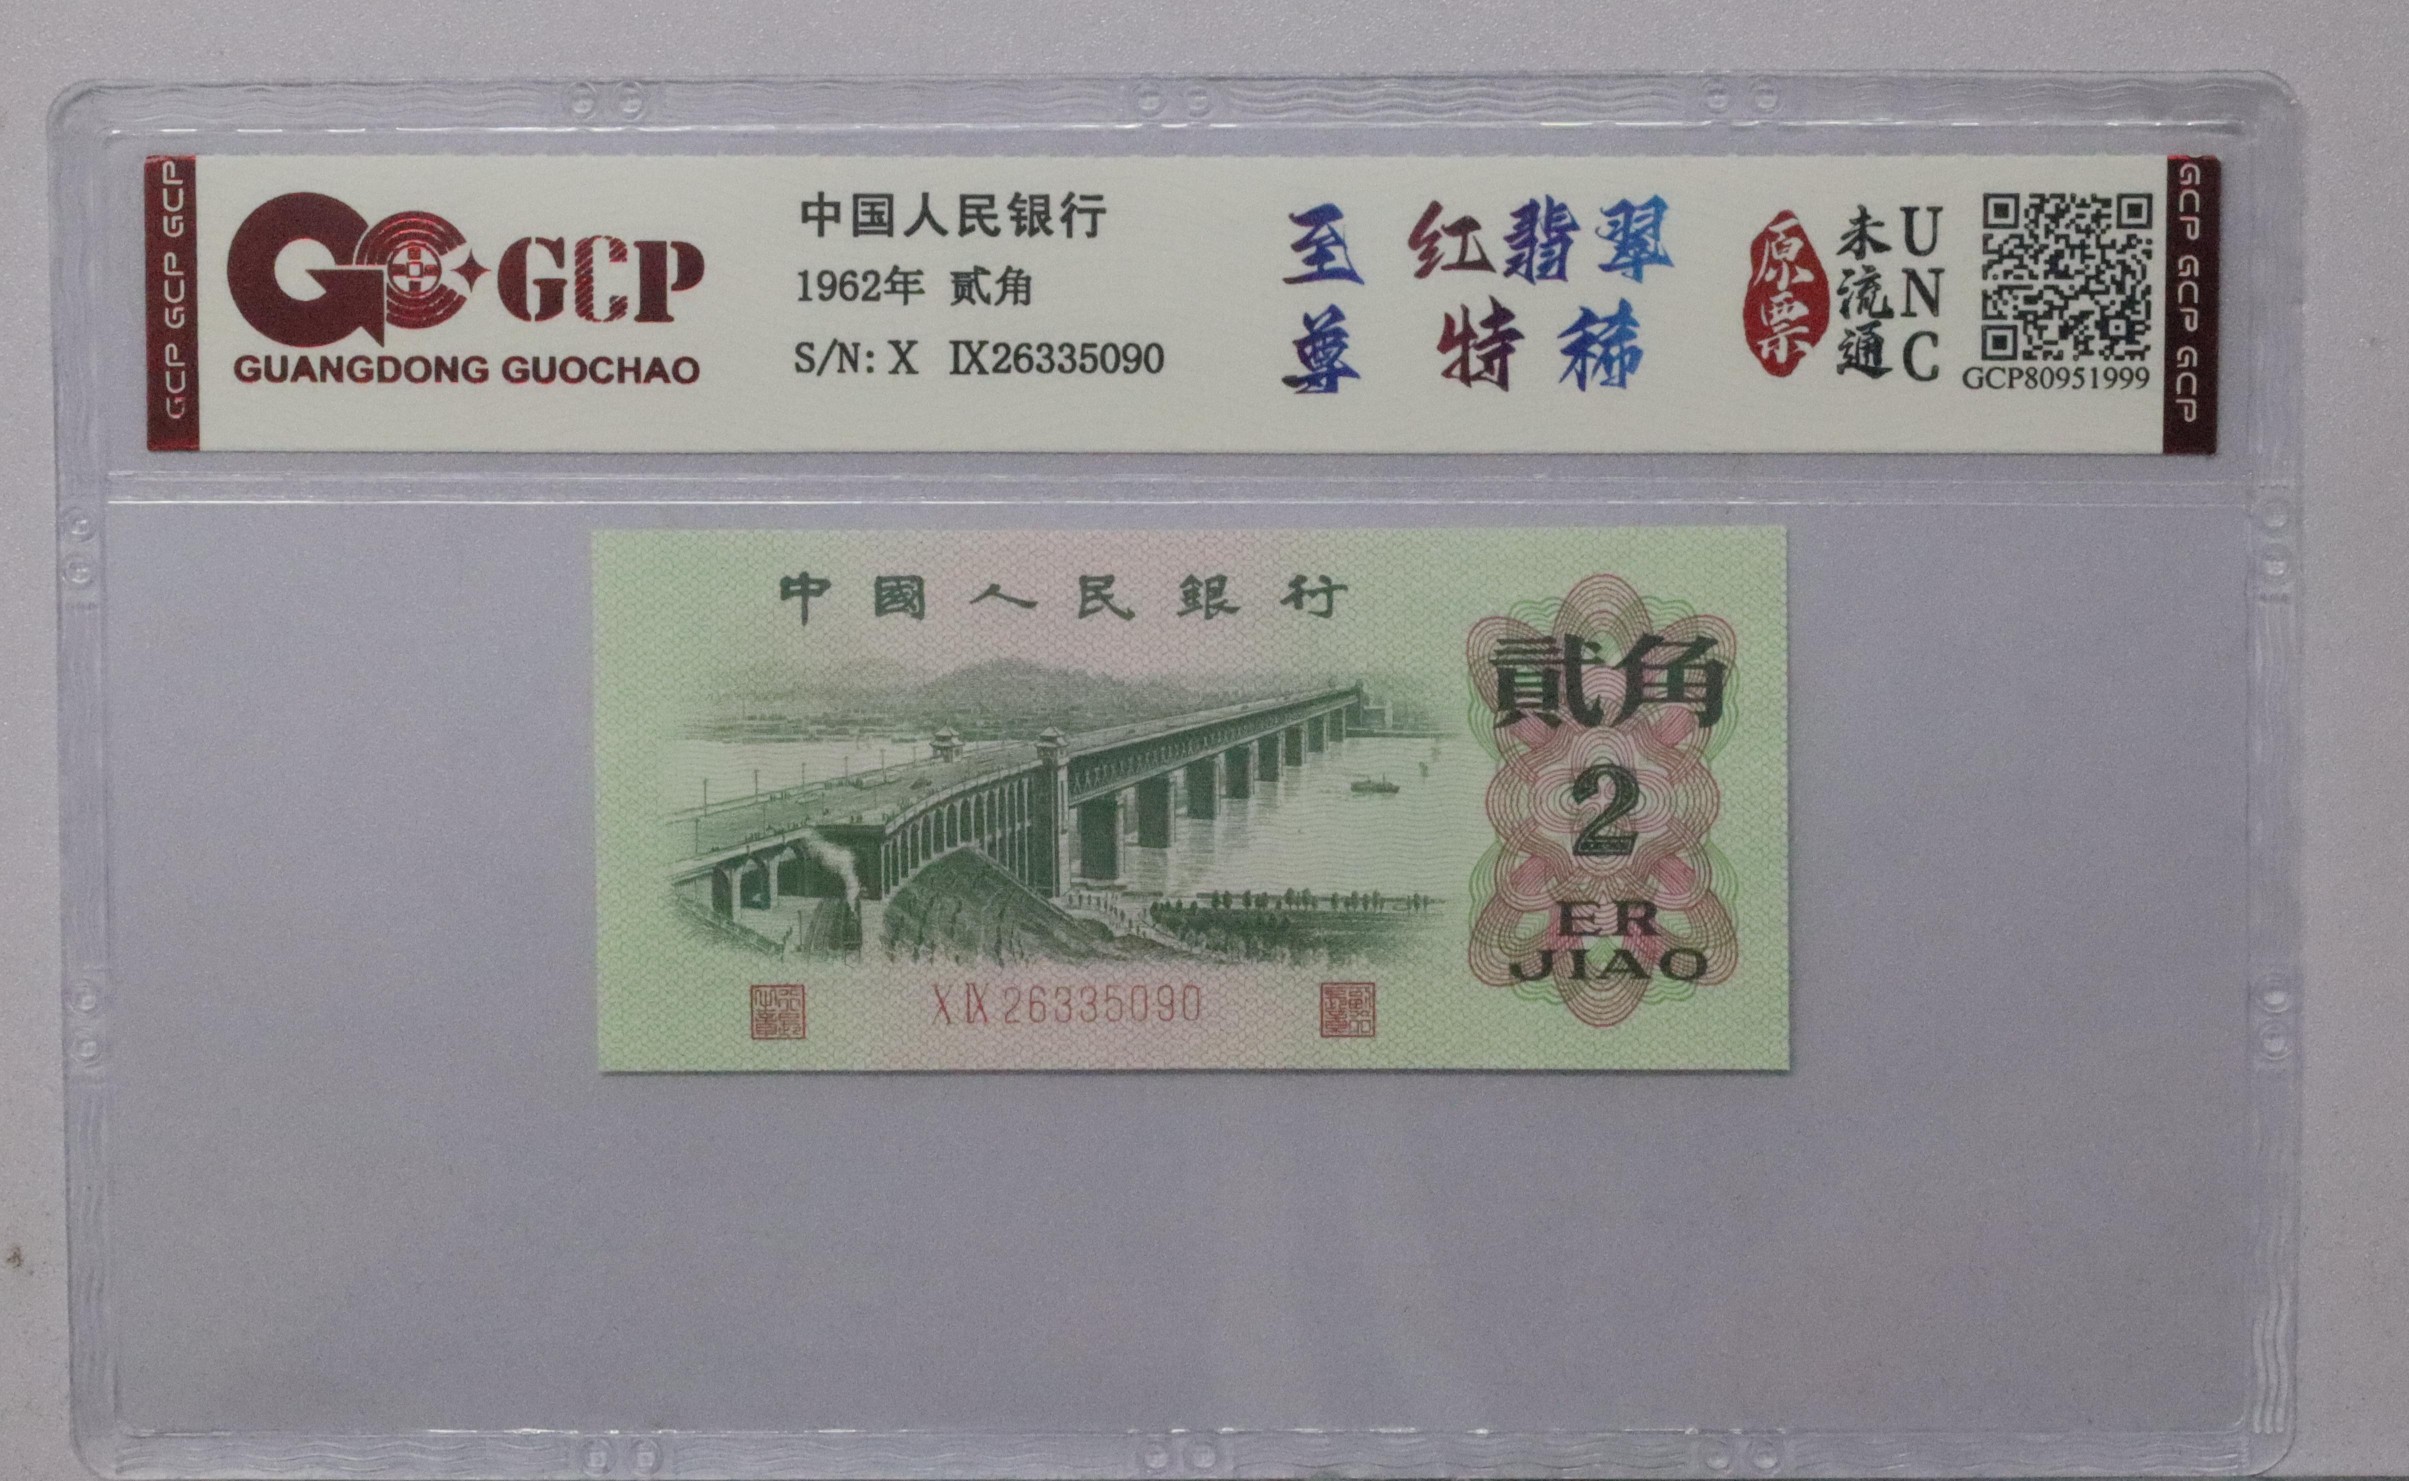 GCP GCP GCP
GCP
GUANGDONG GUOCHAO
中国人民银行
1962年 贰角
S/N: X IX26335090
至尊
红翡翠
特稀
原票
未流通
UNC
GCP80951999
GCP GCP GCP
中國人民銀行
貳角
2
ER
JIAO
X IX 26335090